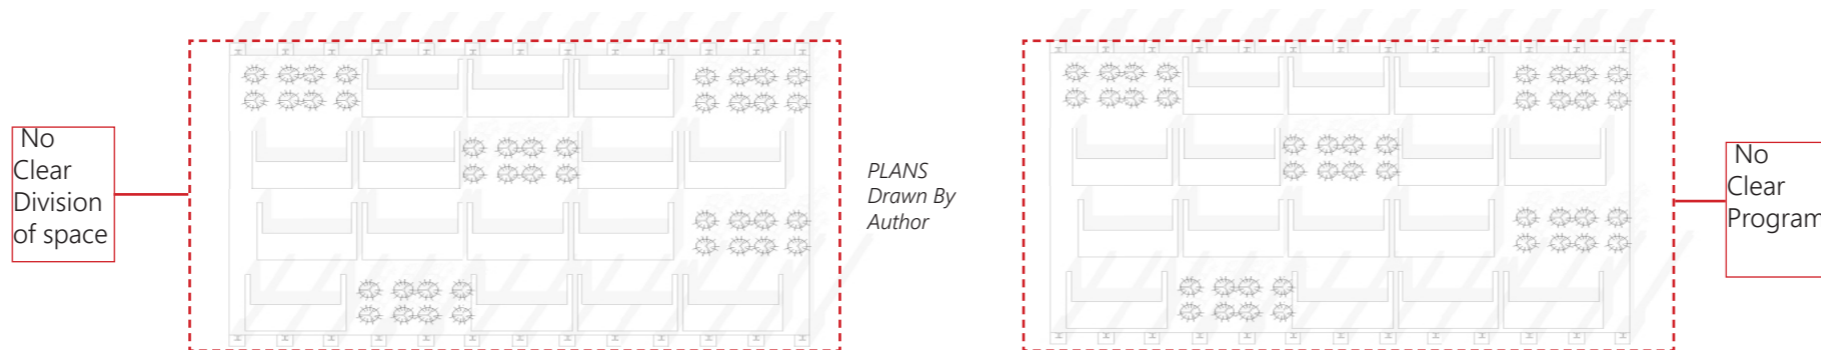 No
Clear
Division
of space
PLANS
Drawn By
Author
No
Clear
Program